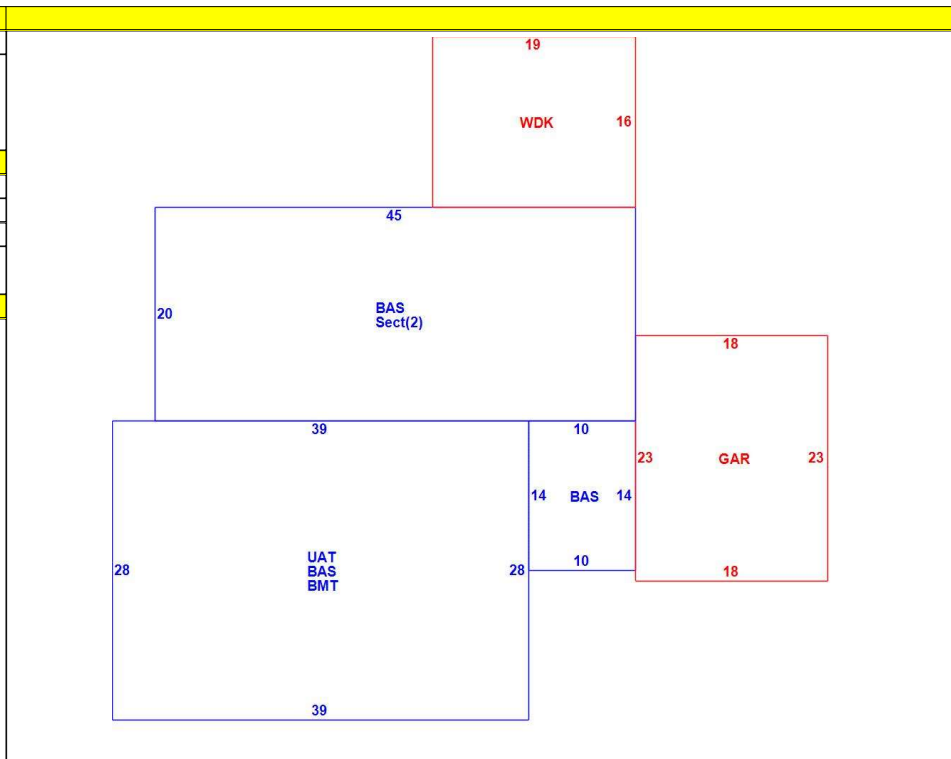 19
WDK 16
45
20
BAS
Sect(2)
18
39 10
23 GAR 23
14 BAS 14
UAT
28 BAS 28
BMT
10
18
39